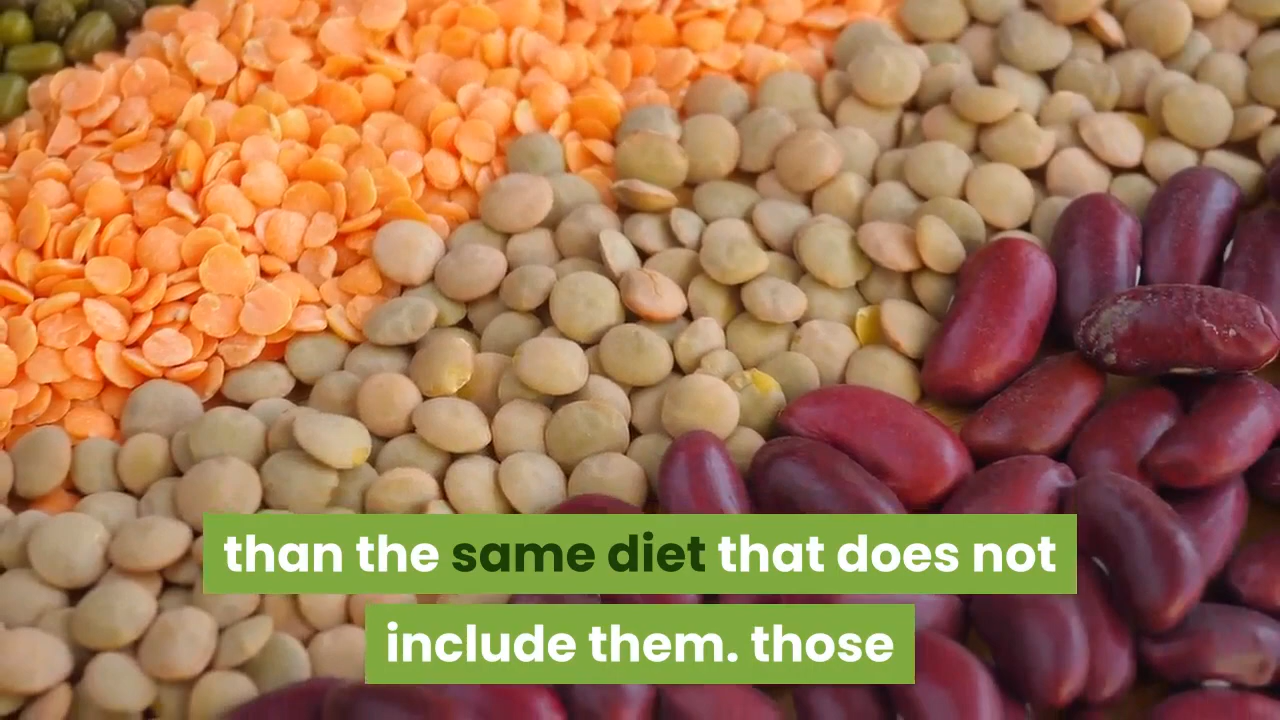 than the same diet that does not
include them. those